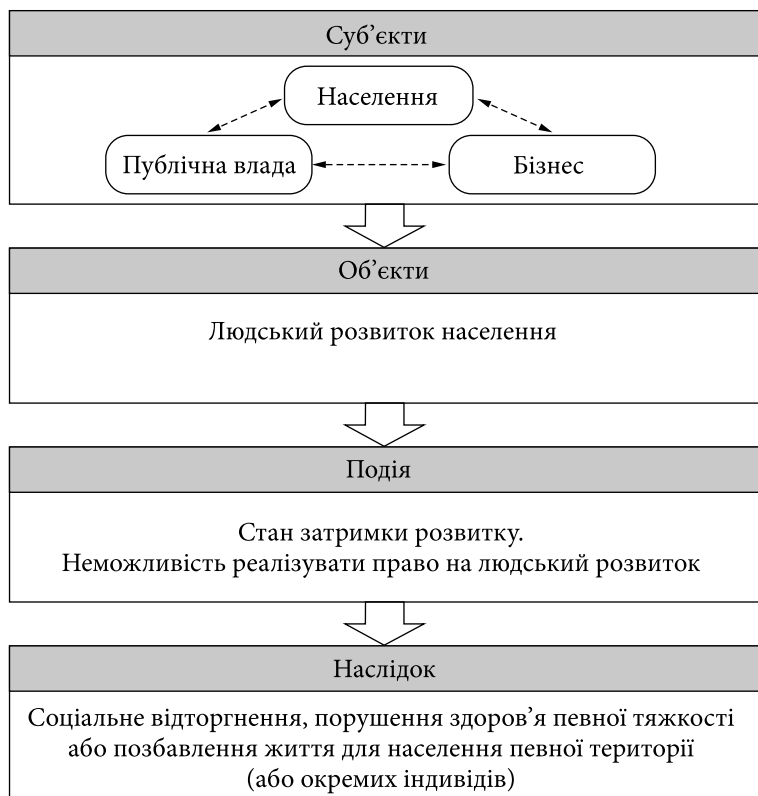 Суб’єкти
Населення
Публічна влада
Бізнес
Об’єкти
Людський розвиток населення
Подія
Стан затримки розвитку.
Неможливість реалізувати право на людський розвиток
Наслідок
Соціальне відторгнення, порушення здоров’я певної тяжкості
або позбавлення життя для населення певної території
(або окремих індивідів)